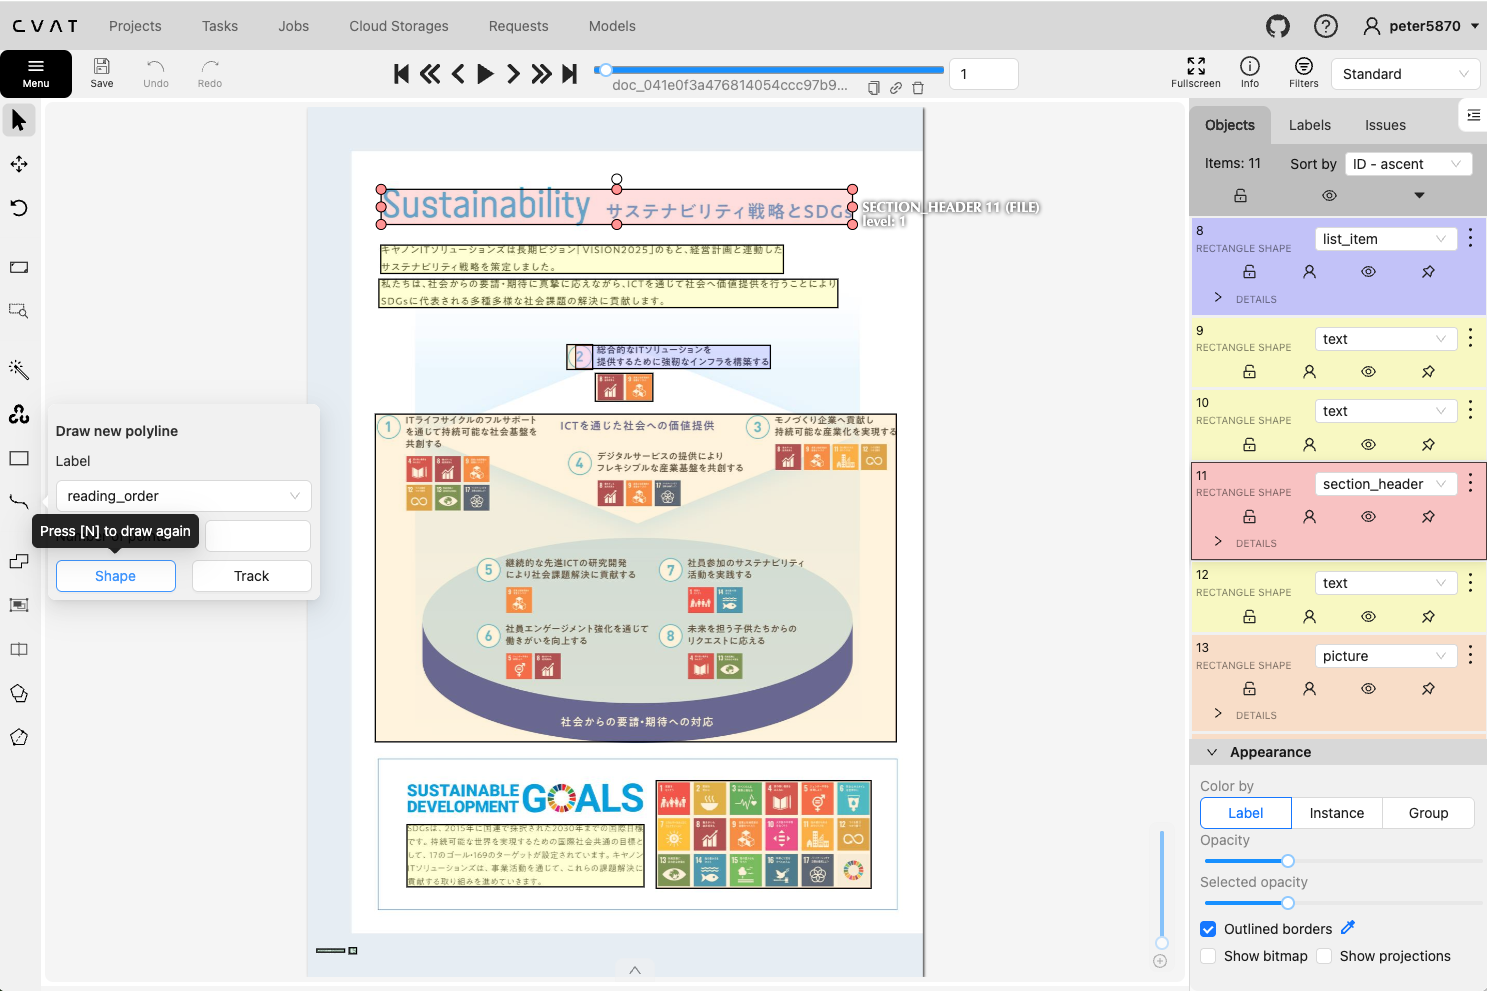 CVAT
Projects
Tasks
Jobs
Cloud Storages
Requests
Models
peter5870
Menu
Save
Undo
Redo
doc_041e0f3a476814054ccc97b9...
1
Fullscreen
Info
Filters
Standard
Draw new polyline
Label
reading_order
Press [N] to draw again
Shape
Track
Sustainability サステナビリティ戦略とSDGs
SECTION_HEADER 11 (FILE)
level: 1
キヤノンITソリューションズは長期ビジョン「VISION2025」のもと、経営計画と連動した
サステナビリティ戦略を策定しました。
私たちは、社会からの要請・期待に真摯に応えながら、ICTを通じて社会へ価値提供を行うことにより
SDGsに代表される多種多様な社会課題の解決に貢献します。
2
総合的なITソリューションを
提供するために強靭なインフラを構築する
1
ITライフサイクルのフルサポート
を通じて持続可能な社会基盤を
共創する
ICTを通じた社会への価値提供
3
モノづくり企業へ貢献し
持続可能な産業化を実現する
4
デジタルサービスの提供により
フレキシブルな産業基盤を共創する
5
継続的な先進ICTの研究開発
により社会課題解決に貢献する
7
社員参加のサステナビリティ
活動を実践する
6
社員エンゲージメント強化を通じて
働きがいを向上する
8
未来を担う子供たちからの
リクエストに応える
社会からの要請・期待への対応
SUSTAINABLE
DEVELOPMENT GOALS
SDGsは、2015年に国連で採択された2030年までの国際目標
です。持続可能な世界を実現するための国際社会共通の目標と
して、17のゴール・169のターゲットが設定されています。キヤノン
ITソリューションズは、事業活動を通じて、これらの課題解決に
貢献する取り組みを進めていきます。
Objects
Labels
Issues
Items: 11
Sort by
ID - ascent
8
RECTANGLE SHAPE
list_item
DETAILS
9
RECTANGLE SHAPE
text
10
RECTANGLE SHAPE
text
11
RECTANGLE SHAPE
section_header
DETAILS
12
RECTANGLE SHAPE
text
13
RECTANGLE SHAPE
picture
DETAILS
Appearance
Color by
Label
Instance
Group
Opacity
Selected opacity
Outlined borders
Show bitmap
Show projections